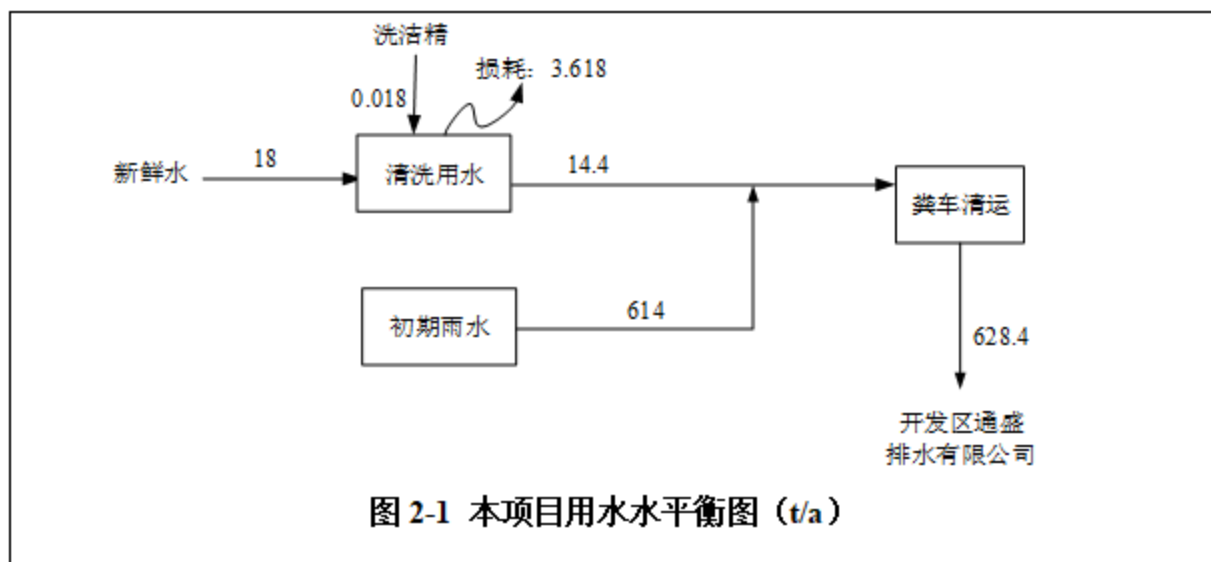 洗洁精
损耗：3.618
0.018
新鲜水
18
清洗用水
14.4
粪车清运
初期雨水
614
628.4
开发区通盛
排水有限公司
图 2-1 本项目用水水平衡图（t/a）